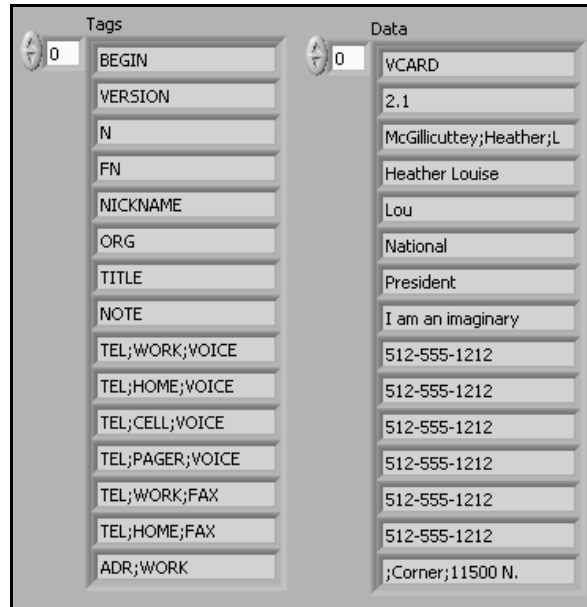 Tags
0
BEGIN
VERSION
N
FN
NICKNAME
ORG
TITLE
NOTE
TEL;WORK;VOICE
TEL;HOME;VOICE
TEL;CELL;VOICE
TEL;PAGER;VOICE
TEL;WORK;FAX
TEL;HOME;FAX
ADR;WORK
Data
0
VCARD
2.1
McGillicuttey;Heather;L
Heather Louise
Lou
National
President
I am an imaginary
512-555-1212
512-555-1212
512-555-1212
512-555-1212
512-555-1212
512-555-1212
;Corner;11500 N.